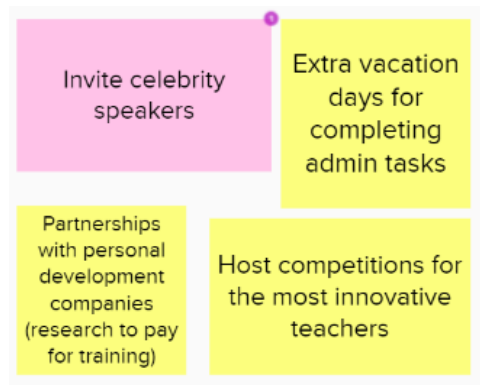 Invite celebrity
speakers
Extra vacation
days for
completing
admin tasks
Partnerships
with personal
development
companies
(research to pay
for training)
Host competitions for
the most innovative
teachers